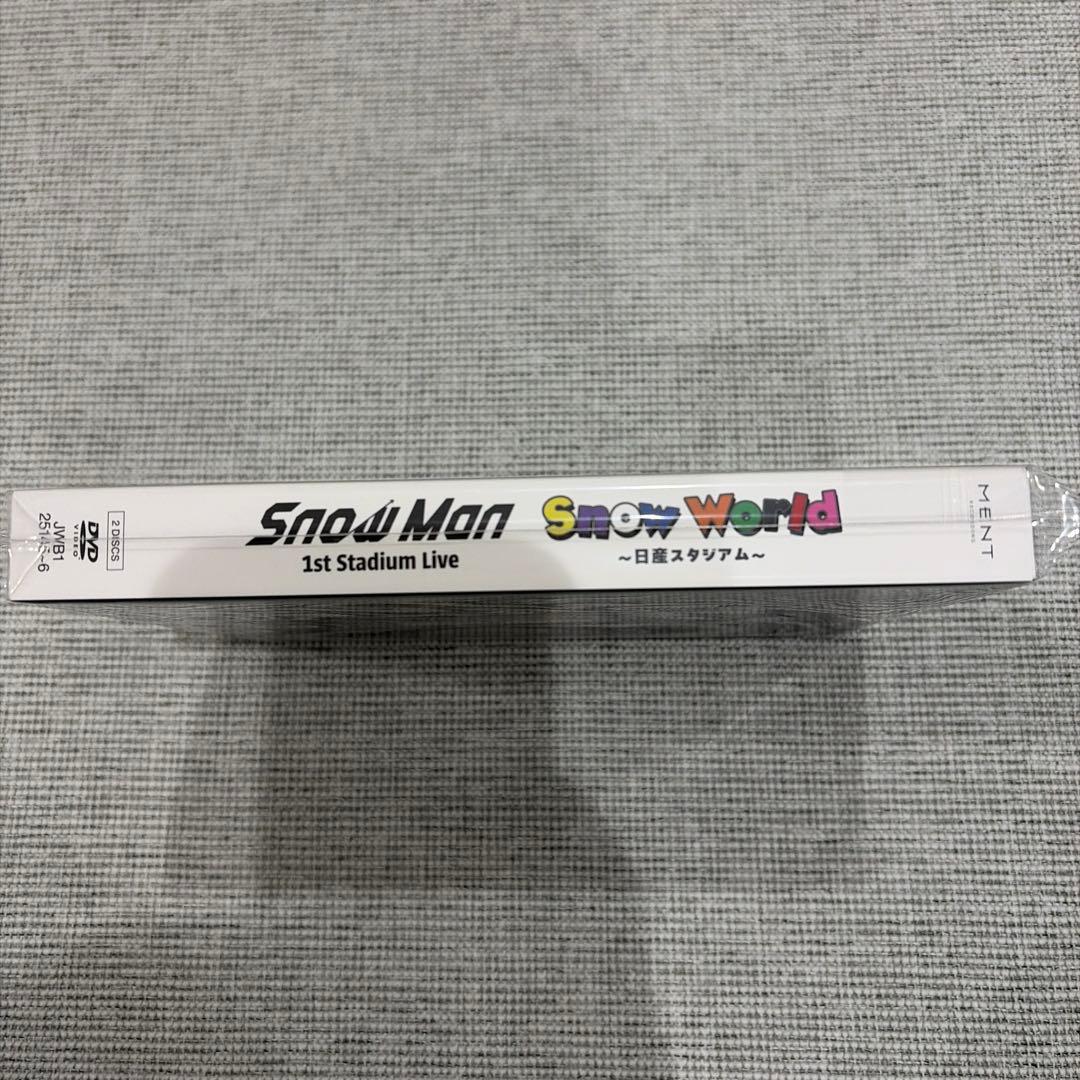 Snow Man
1st Stadium Live
Snow World
~日産スタジアム~
2 DISCS
DVD
VIDEO
JWB1
MENT